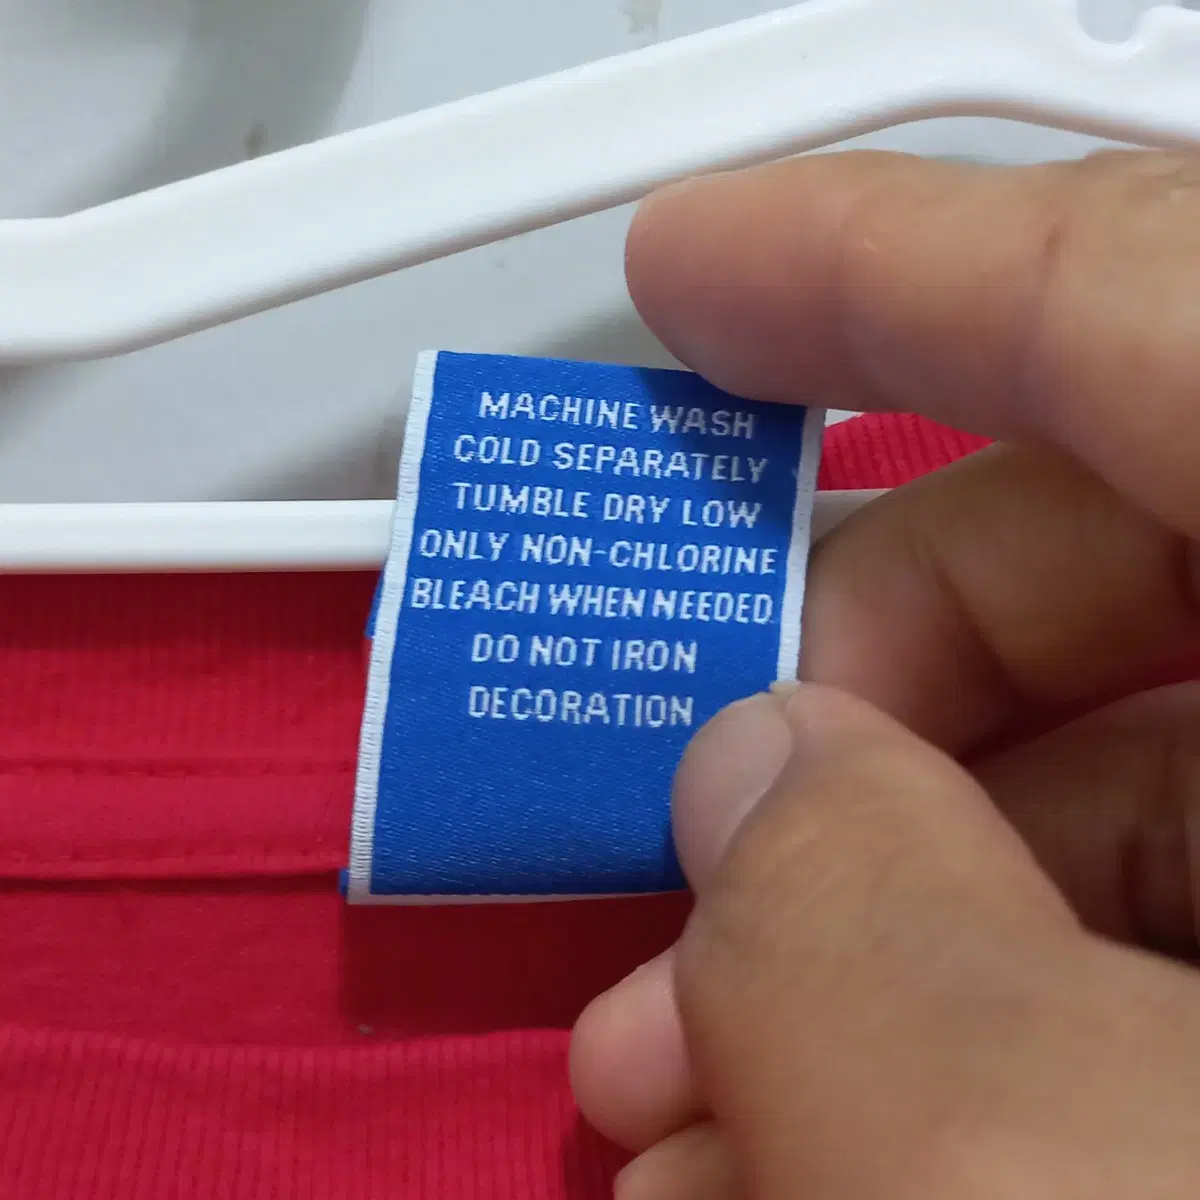 MACHINE WASH
COLD SEPARATELY
TUMBLE DRY LOW
ONLY NON-CHLORINE
BLEACH WHEN NEEDED.
DO NOT IRON
DECORATION